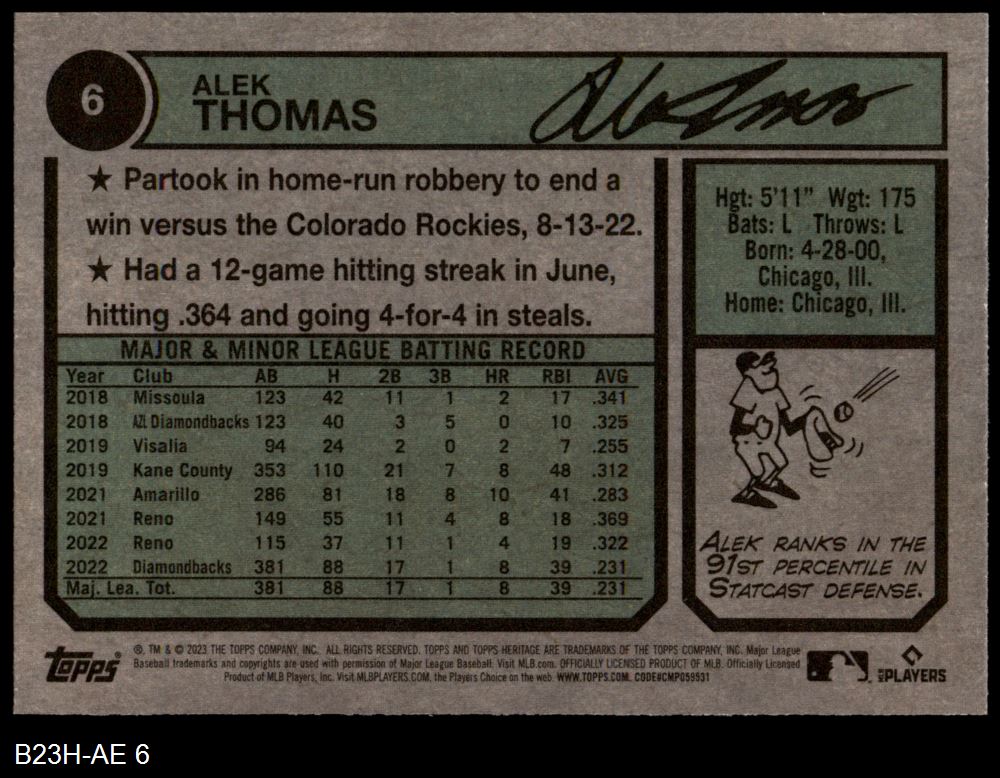 6
ALEK
THOMAS
Alek Thomas
★ Partook in home-run robbery to end a
win versus the Colorado Rockies, 8-13-22.
★ Had a 12-game hitting streak in June,
hitting .364 and going 4-for-4 in steals.
MAJOR & MINOR LEAGUE BATTING RECORD
Year Club AB H 2B 3B HR RBI AVG
2018 Missoula 123 42 11 1 2 17 .341
2018 AZL Diamondbacks 123 40 3 5 0 10 .325
2019 Visalia 94 24 2 0 2 7 .255
2019 Kane County 353 110 21 7 8 48 .312
2021 Amarillo 286 81 18 8 10 41 .283
2021 Reno 149 55 11 4 8 18 .369
2022 Reno 115 37 11 1 4 19 .322
2022 Diamondbacks 381 88 17 1 8 39 .231
Maj. Lea. Tot. 381 88 17 1 8 39 .231
Hgt: 5'11" Wgt: 175
Bats: L Throws: L
Born: 4-28-00,
Chicago, Ill.
Home: Chicago, Ill.
ALEK RANKS IN THE
91ST PERCENTILE IN
STATCAST DEFENSE.
Topps
®, TM & © 2023 THE TOPPS COMPANY, INC. ALL RIGHTS RESERVED. TOPPS AND TOPPS HERITAGE ARE TRADEMARKS OF THE TOPPS COMPANY, INC. Major League
Baseball trademarks and copyrights are used with permission of Major League Baseball. Visit MLB.com. OFFICIALLY LICENSED PRODUCT OF MLB. Officially Licensed
Product of MLB Players, Inc. Visit MLBPLAYERS.COM, the Players Choice on the web. WWW.TOPPS.COM. CODE#CMP059531
MLB PLAYERS
B23H-AE 6